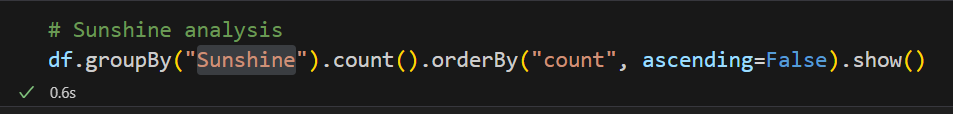 # Sunshine analysis
df.groupBy("Sunshine").count().orderBy("count", ascending=False).show()
0.6s